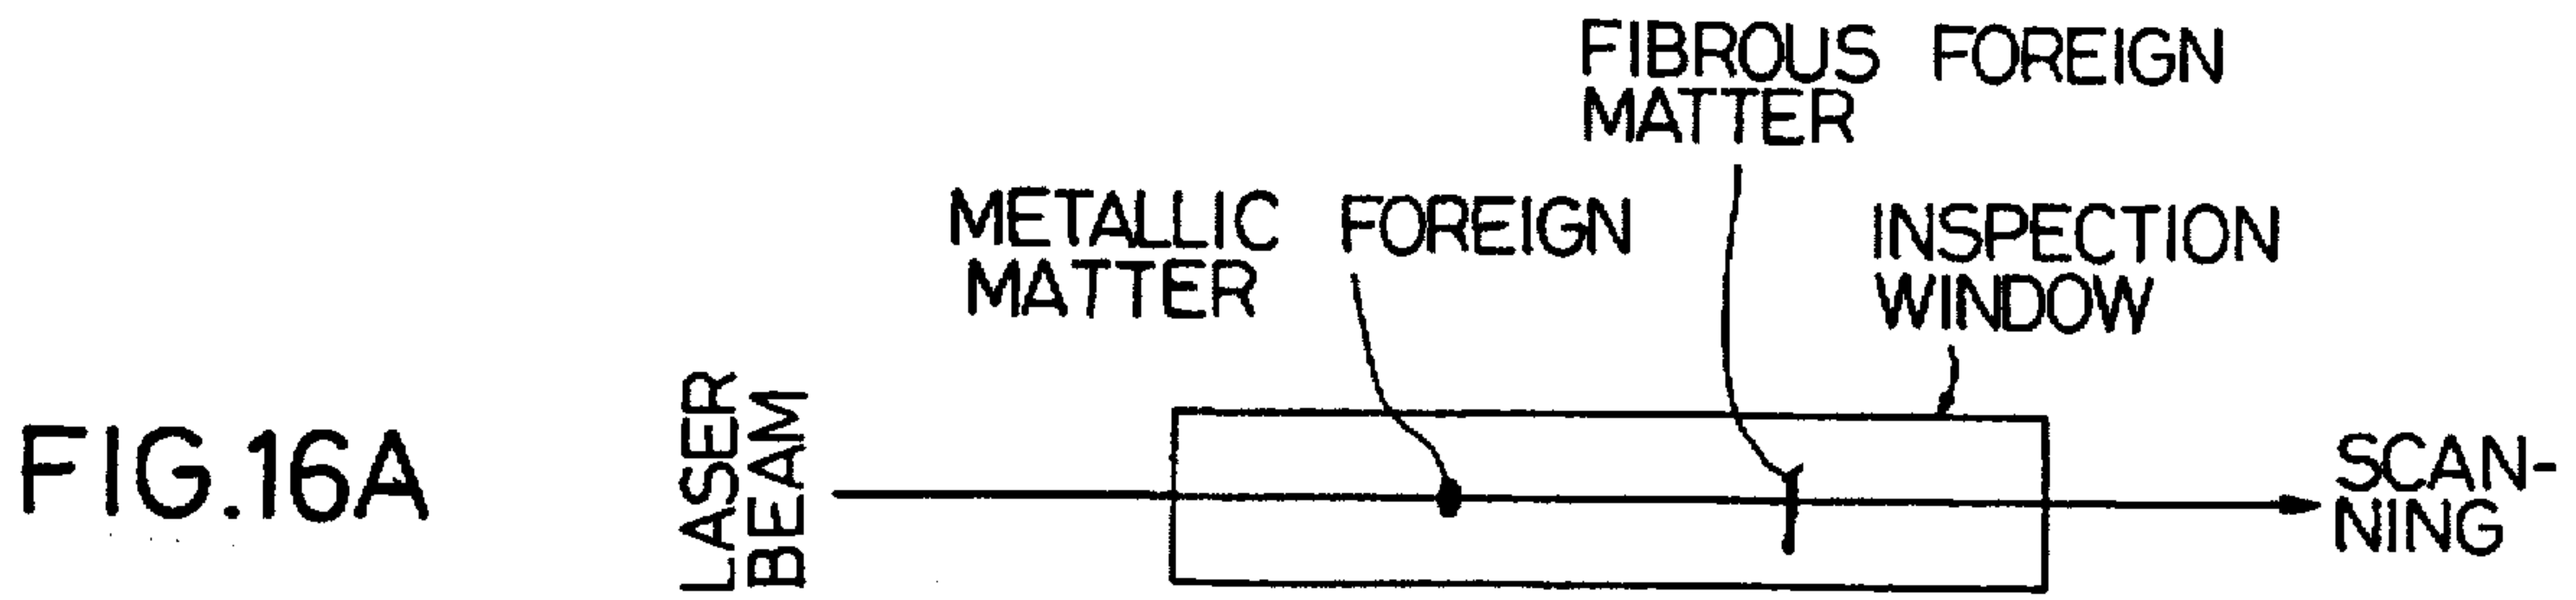 FIBROUS FOREIGN
MATTER
METALLIC FOREIGN
MATTER
INSPECTION
WINDOW
LASER
BEAM
FIG.16A
SCAN-
NING